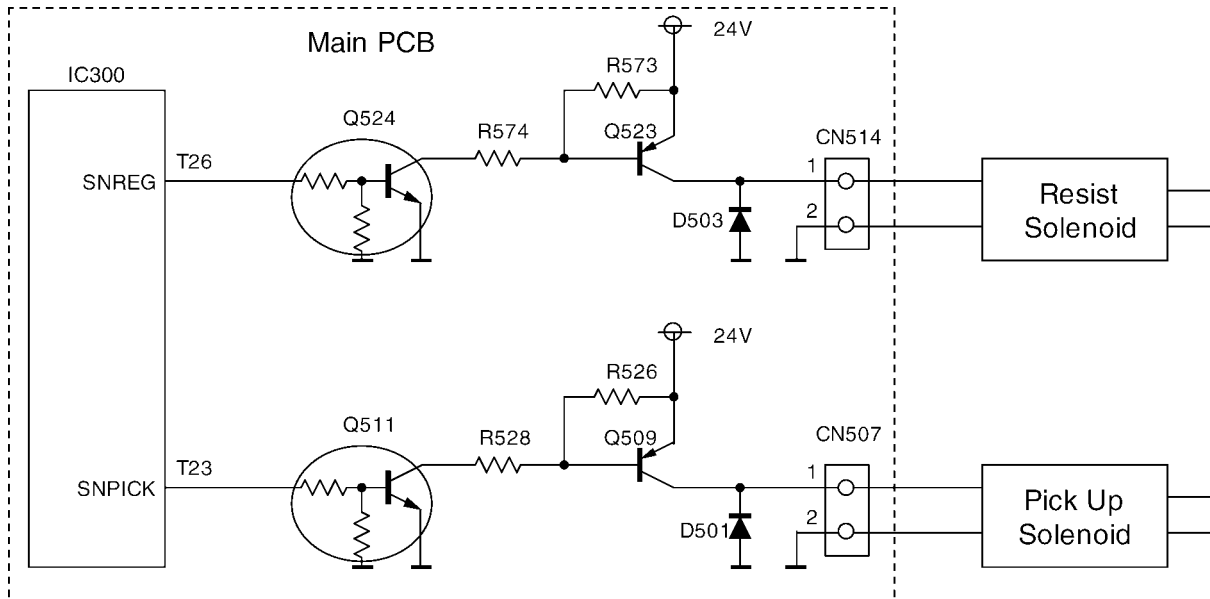 Main PCB
24V
IC300
R573
Q524
R574
Q523
CN514
T26
1
SNREG
2
D503
Resist
Solenoid
24V
R526
Q511
R528
Q509
CN507
T23
1
SNPICK
2
D501
Pick Up
Solenoid